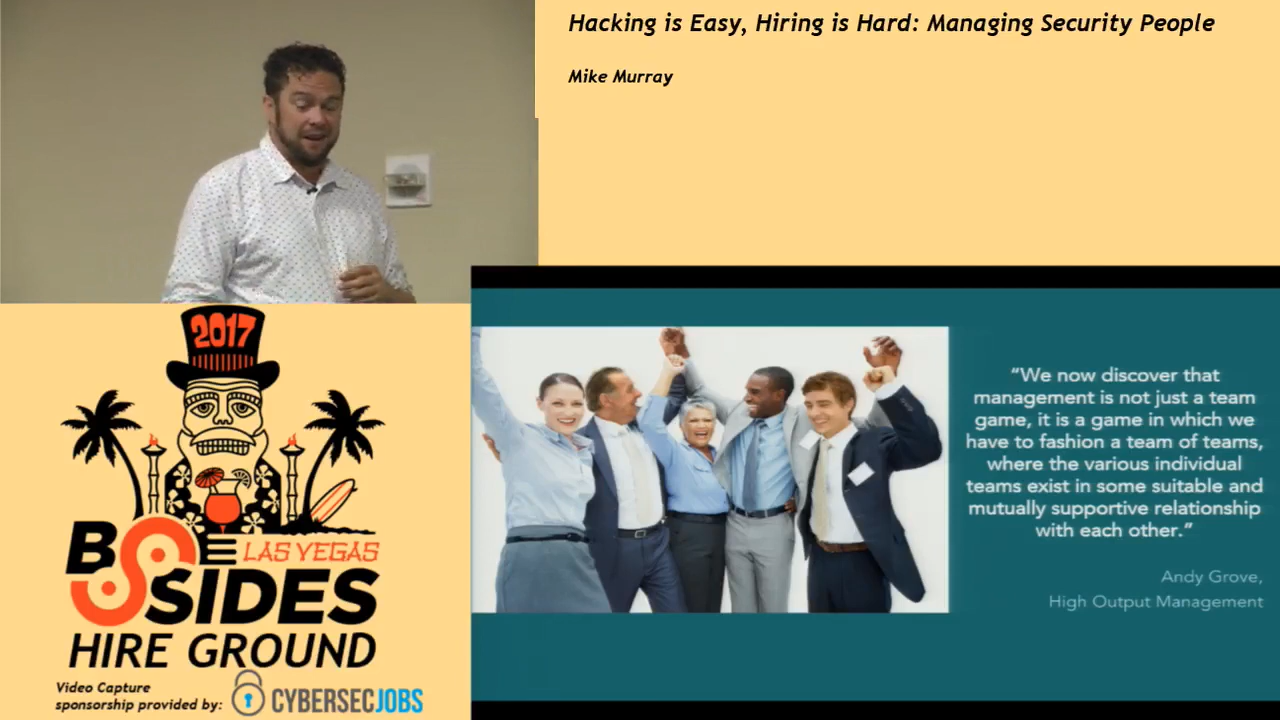 Hacking is Easy, Hiring is Hard: Managing Security People
Mike Murray
2017
BSIDES
LAS VEGAS
HIRE GROUND
Video Capture
sponsorship provided by:
CYBERSECJOBS
“We now discover that
management is not just a team
game, it is a game in which we
have to fashion a team of teams,
where the various individual
teams exist in some suitable and
mutually supportive relationship
with each other.”
Andy Grove,
High Output Management